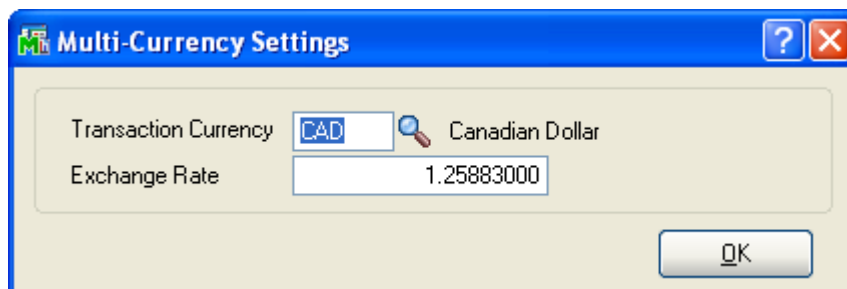 Multi-Currency Settings
Transaction Currency CAD Canadian Dollar
Exchange Rate 1.25883000
OK